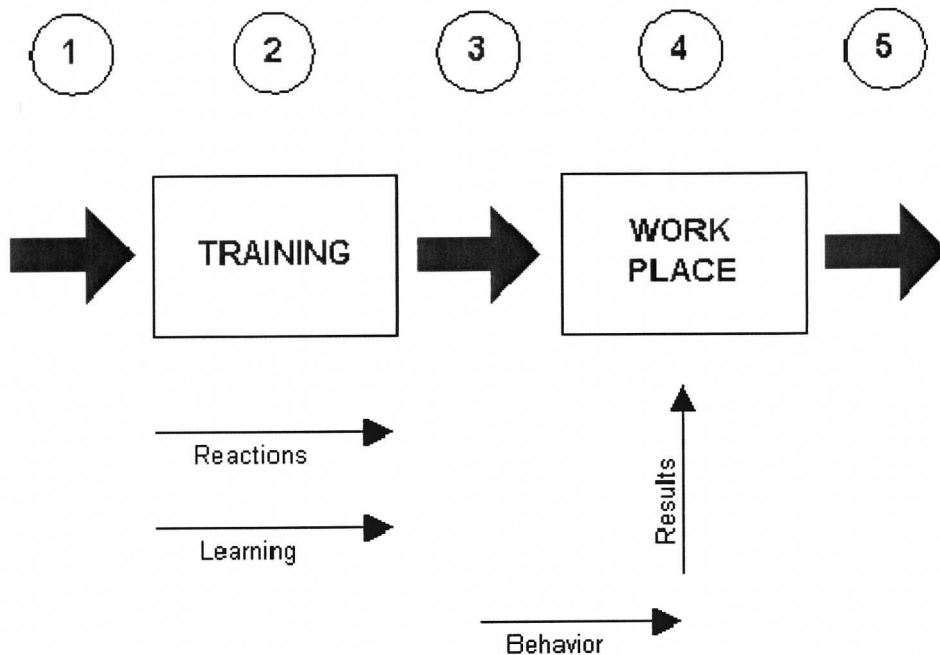 1
2
3
4
5
TRAINING
WORK
PLACE
Reactions
Learning
Results
Behavior